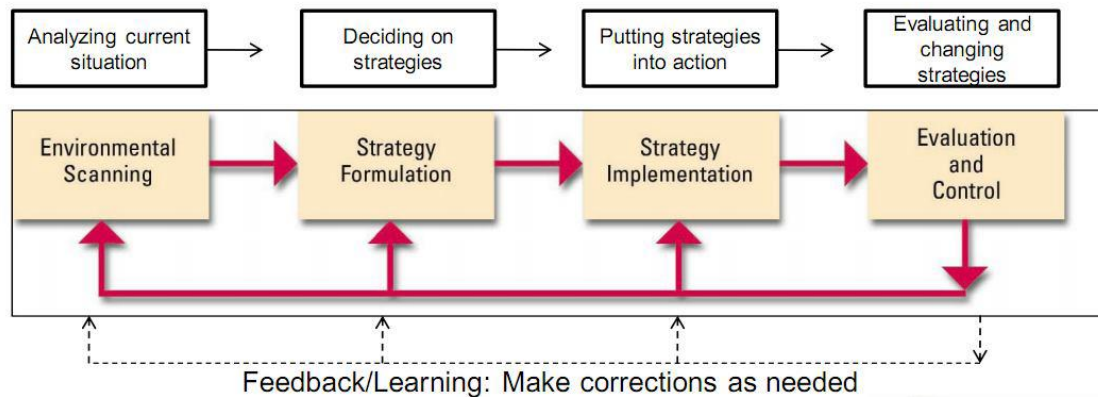 Analyzing current
situation
Deciding on
strategies
Putting strategies
into action
Evaluating and
changing
strategies
Environmental
Scanning
Strategy
Formulation
Strategy
Implementation
Evaluation
and
Control
Feedback/Learning: Make corrections as needed